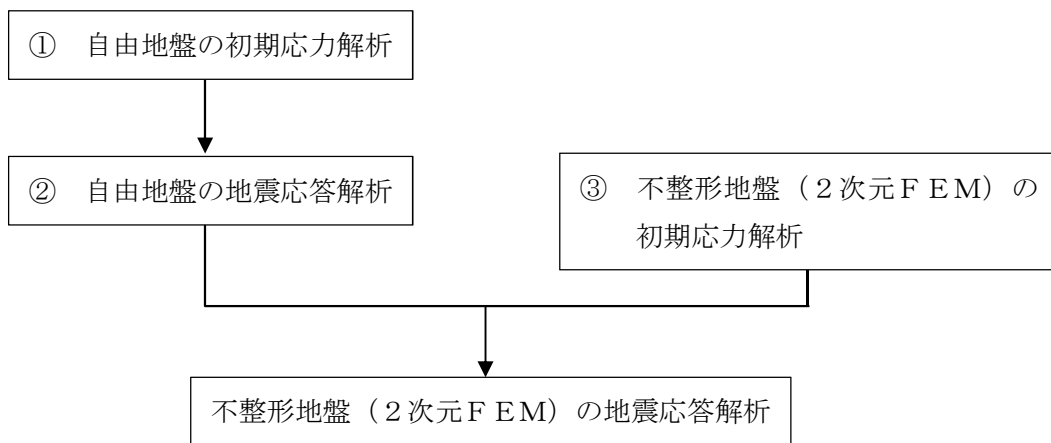 ① 自由地盤の初期応力解析
② 自由地盤の地震応答解析
③ 不整形地盤（２次元ＦＥＭ）の
初期応力解析
不整形地盤（２次元ＦＥＭ）の地震応答解析